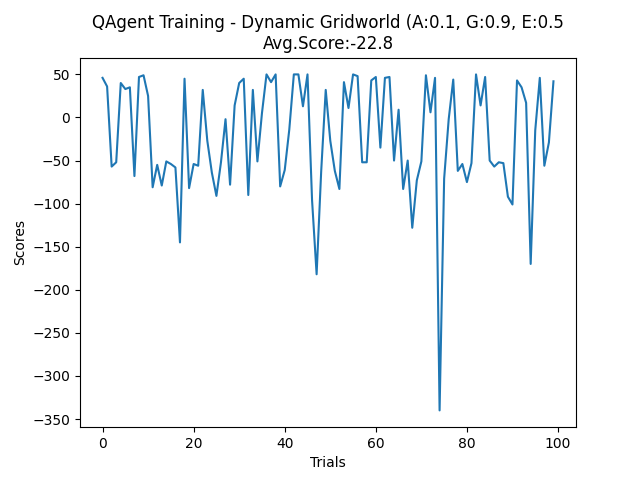 QAgent Training - Dynamic Gridworld (A:0.1, G:0.9, E:0.5
Avg.Score:-22.8
50
0
−50
−100
−150
−200
−250
−300
−350
Scores
0 20 40 60 80 100
Trials